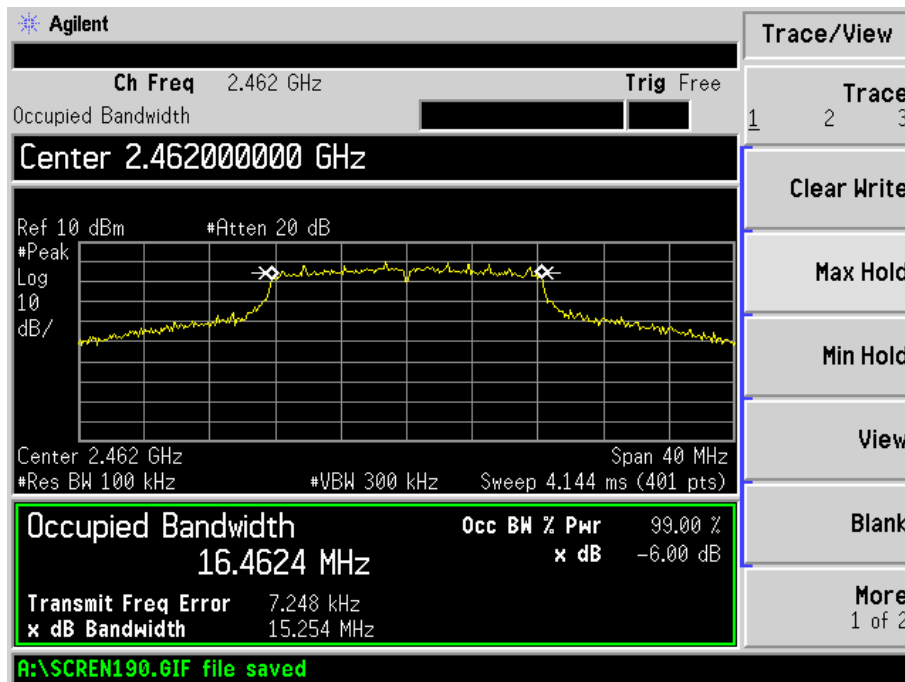 Agilent
Ch Freq 2.462 GHz Trig Free
Occupied Bandwidth
Center 2.462000000 GHz
Ref 10 dBm #Atten 20 dB
#Peak
Log
10
dB/
Center 2.462 GHz Span 40 MHz
#Res BW 100 kHz #VBW 300 kHz Sweep 4.144 ms (401 pts)
Occupied Bandwidth
16.4624 MHz
Occ BW % Pwr 99.00 %
x dB -6.00 dB
Transmit Freq Error 7.248 kHz
x dB Bandwidth 15.254 MHz
A:\SCREN190.GIF file saved
Trace/View
Trace
1 2 3
Clear Write
Max Hold
Min Hold
View
Blank
More
1 of 2